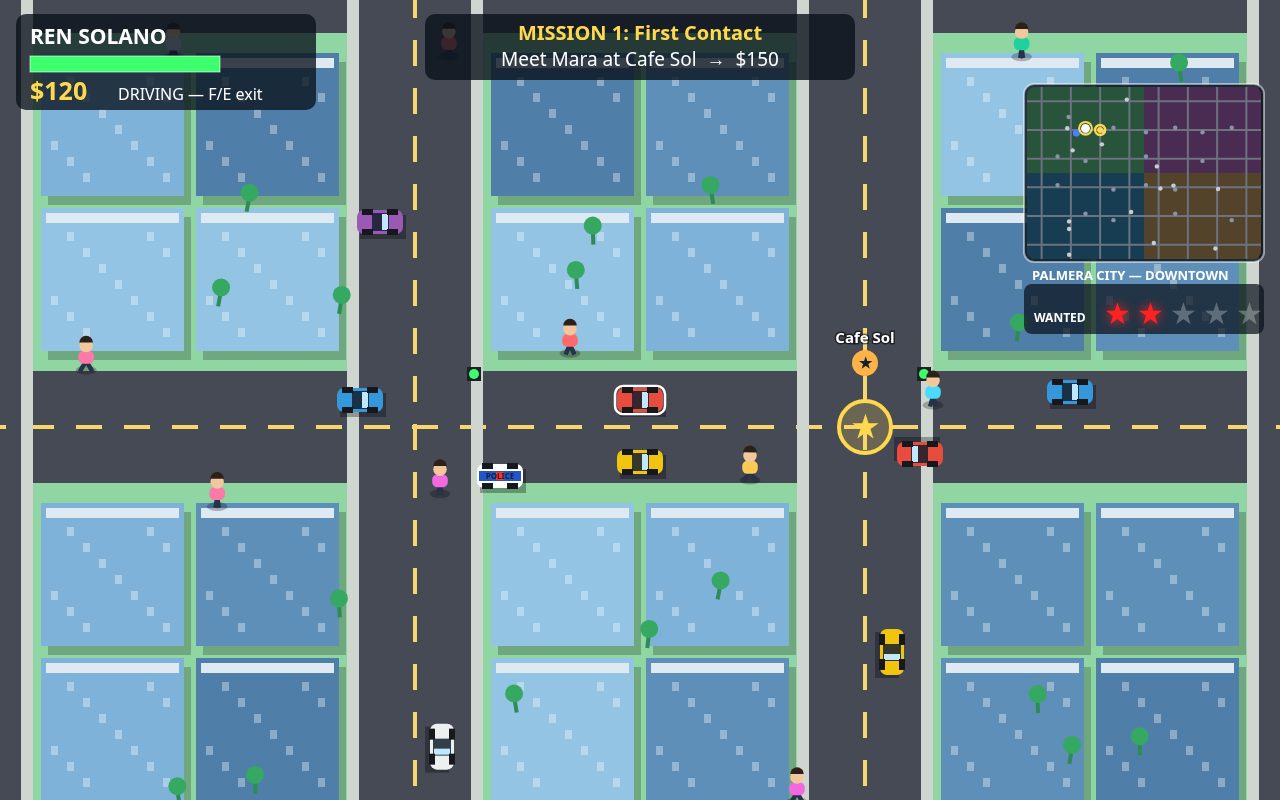 REN SOLANO
$120 DRIVING — F/E exit
MISSION 1: First Contact
Meet Mara at Cafe Sol → $150
PALMERA CITY — DOWNTOWN
WANTED
Cafe Sol
POLICE